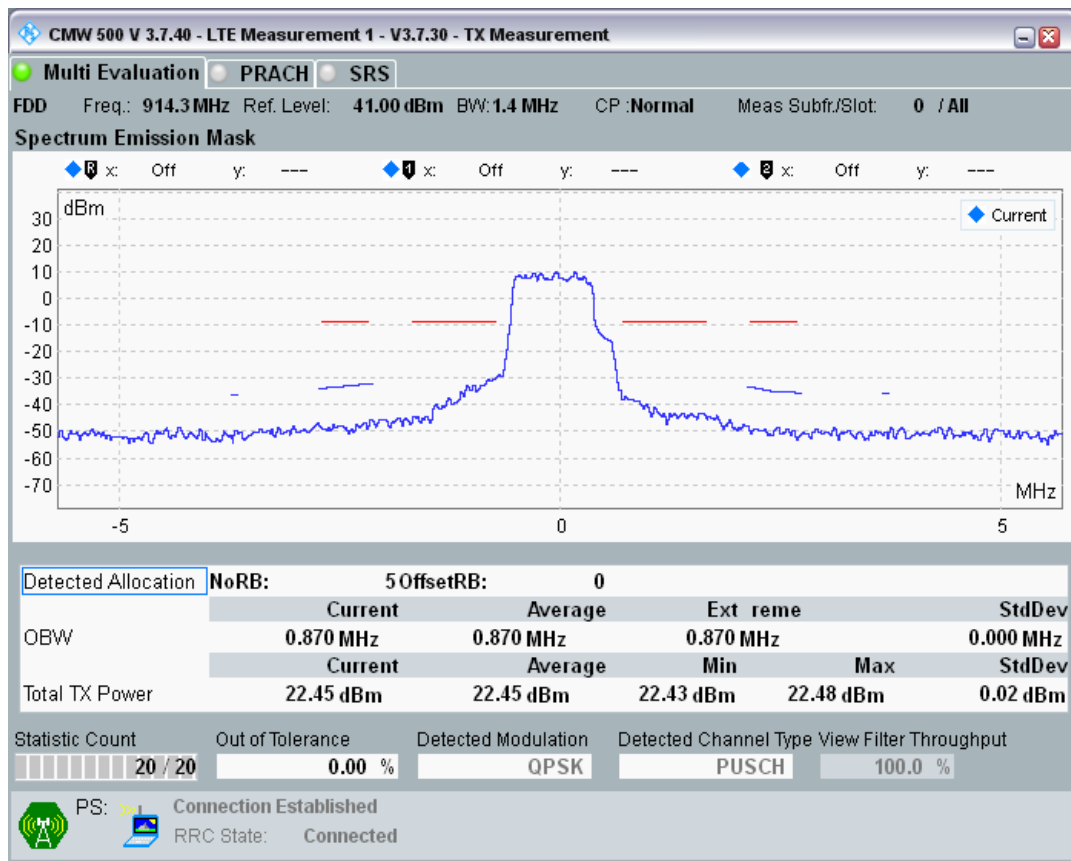 CMW 500 V 3.7.40 - LTE Measurement 1 - V3.7.30 - TX Measurement
Multi Evaluation PRACH SRS
FDD Freq.: 914.3 MHz Ref. Level: 41.00 dBm BW: 1.4 MHz CP :Normal Meas Subfr./Slot: 0 / All
Spectrum Emission Mask
R x: Off y: --- 1 x: Off y: --- 2 x: Off y: ---
dBm
Current
30
20
10
0
-10
-20
-30
-40
-50
-60
-70
MHz
-5 0 5
Detected Allocation NoRB: 5 OffsetRB: 0
Current Average Ext reme StdDev
OBW 0.870 MHz 0.870 MHz 0.870 MHz 0.000 MHz
Current Average Min Max StdDev
Total TX Power 22.45 dBm 22.45 dBm 22.43 dBm 22.48 dBm 0.02 dBm
Statistic Count Out of Tolerance Detected Modulation Detected Channel Type View Filter Throughput
20 / 20 0.00 % QPSK PUSCH 100.0 %
PS: Connection Established
RRC State: Connected